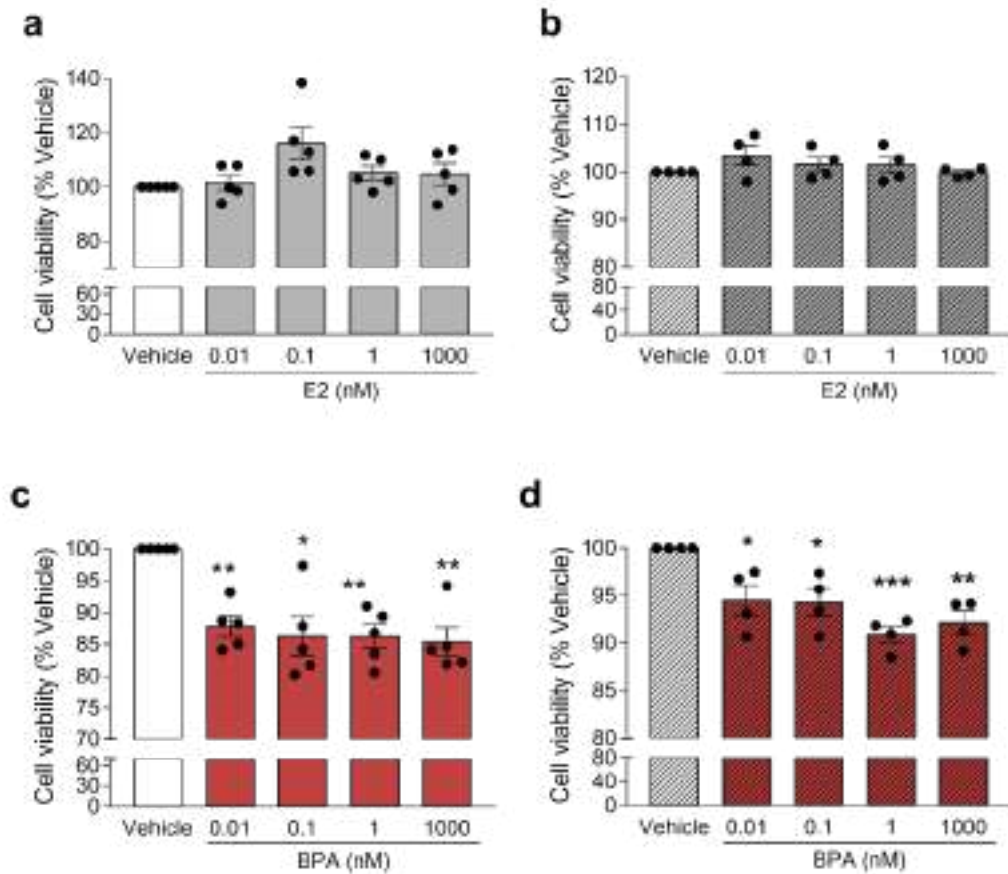 a
Cell viability (% Vehicle)
140
120
100
80
60
30
0
Vehicle 0.01 0.1 1 1000
E2 (nM)
b
Cell viability (% Vehicle)
120
110
100
90
80
80
40
0
Vehicle 0.01 0.1 1 1000
E2 (nM)
c
Cell viability (% Vehicle)
100
95
90
85
80
75
70
60
30
0
** * ** **
Vehicle 0.01 0.1 1 1000
BPA (nM)
d
Cell viability (% Vehicle)
100
95
90
85
80
80
40
0
* * *** **
Vehicle 0.01 0.1 1 1000
BPA (nM)